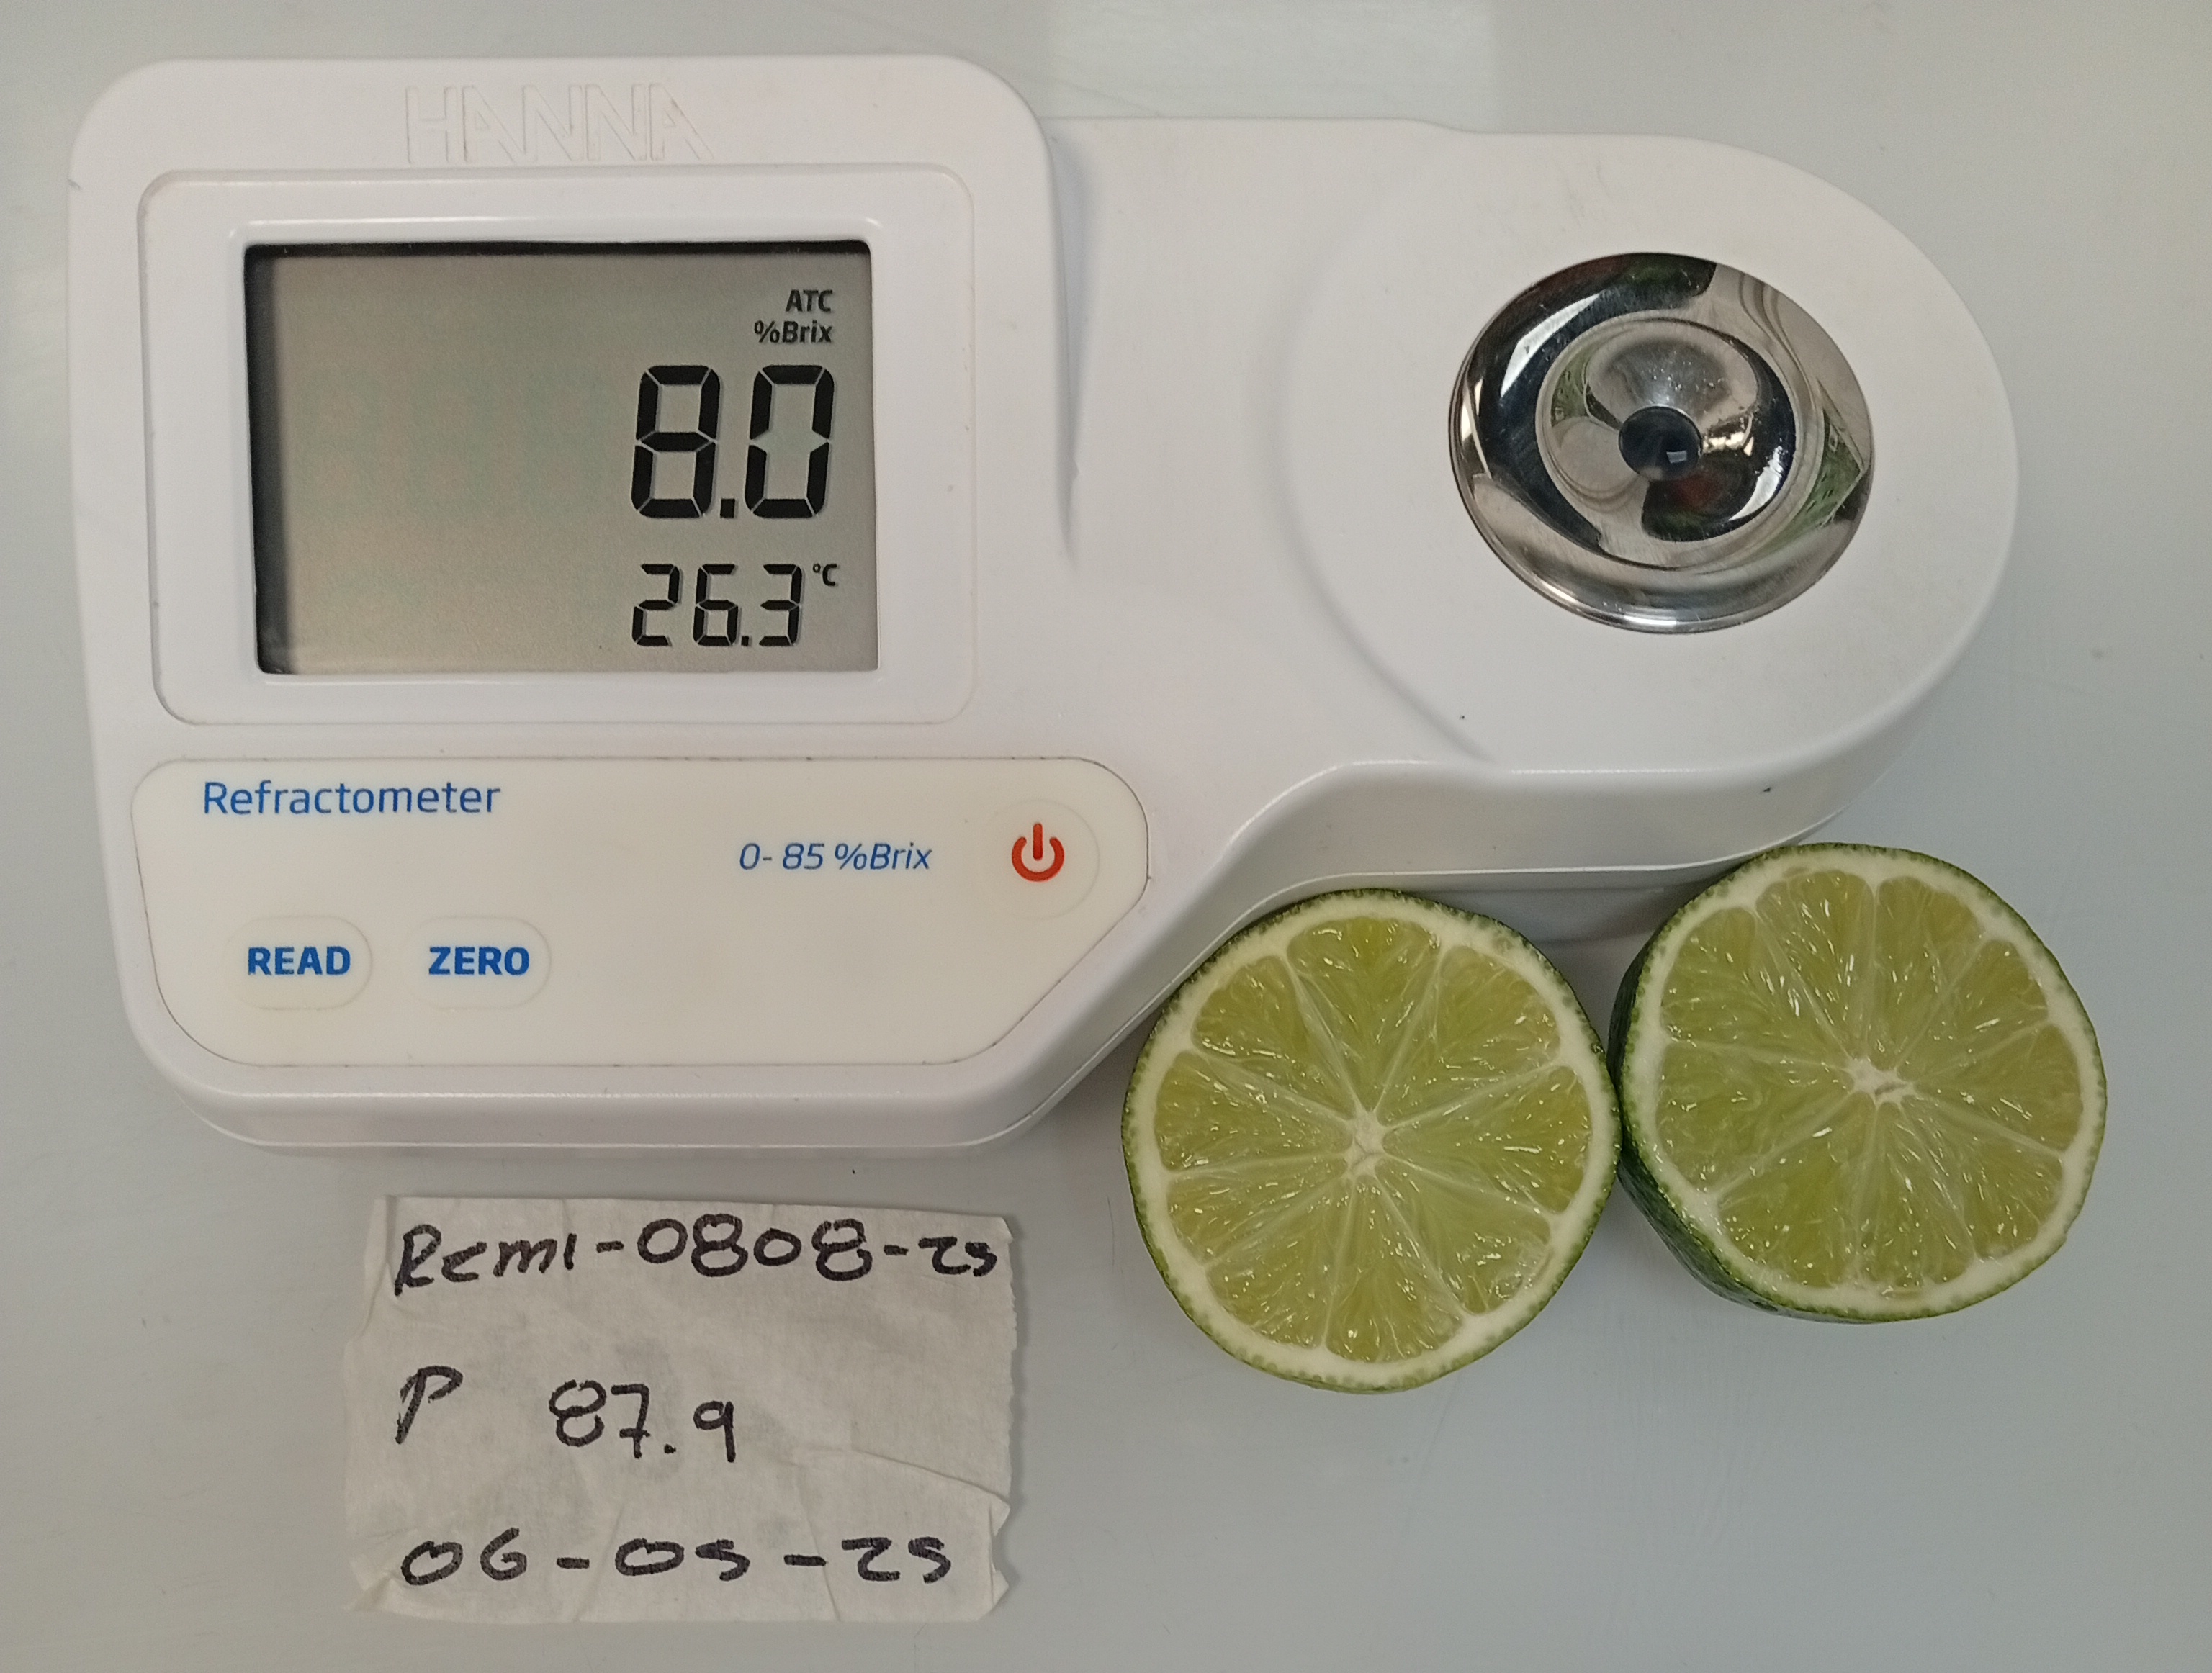 HANNA
ATC
%Brix
8.0
26.3 °C
Refractometer
0- 85 %Brix
READ ZERO
Remi-0808-25
P 87.9
06-05-25